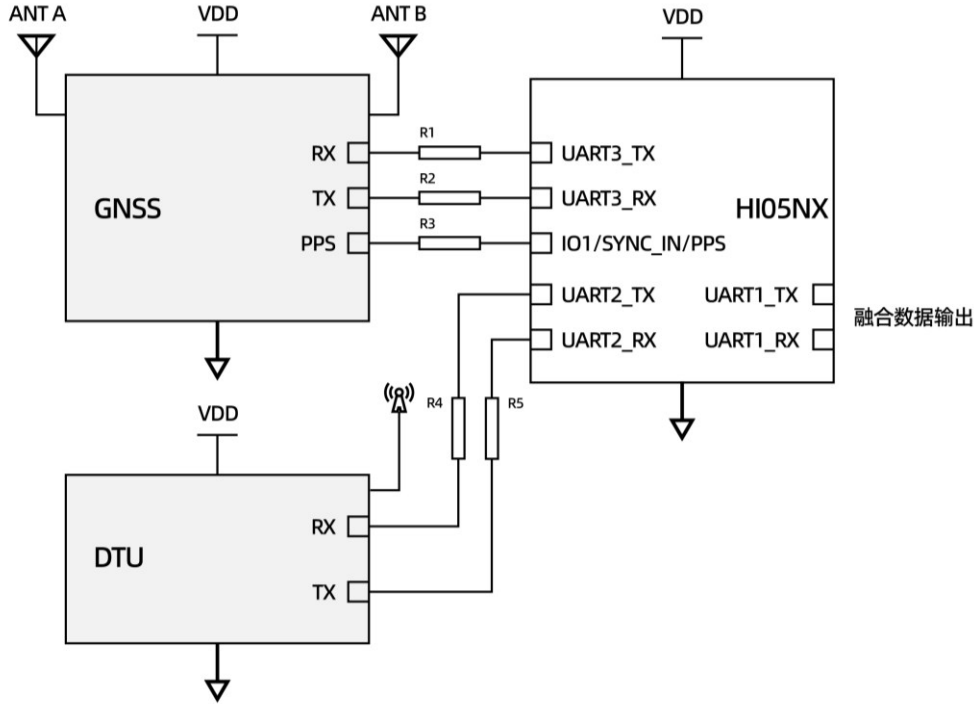 ANT A
VDD
ANT B
VDD
R1
RX
UART3_TX
R2
TX
UART3_RX
GNSS
HI05NX
R3
PPS
IO1/SYNC_IN/PPS
UART2_TX
UART1_TX
融合数据输出
UART2_RX
UART1_RX
R4
R5
VDD
RX
DTU
TX